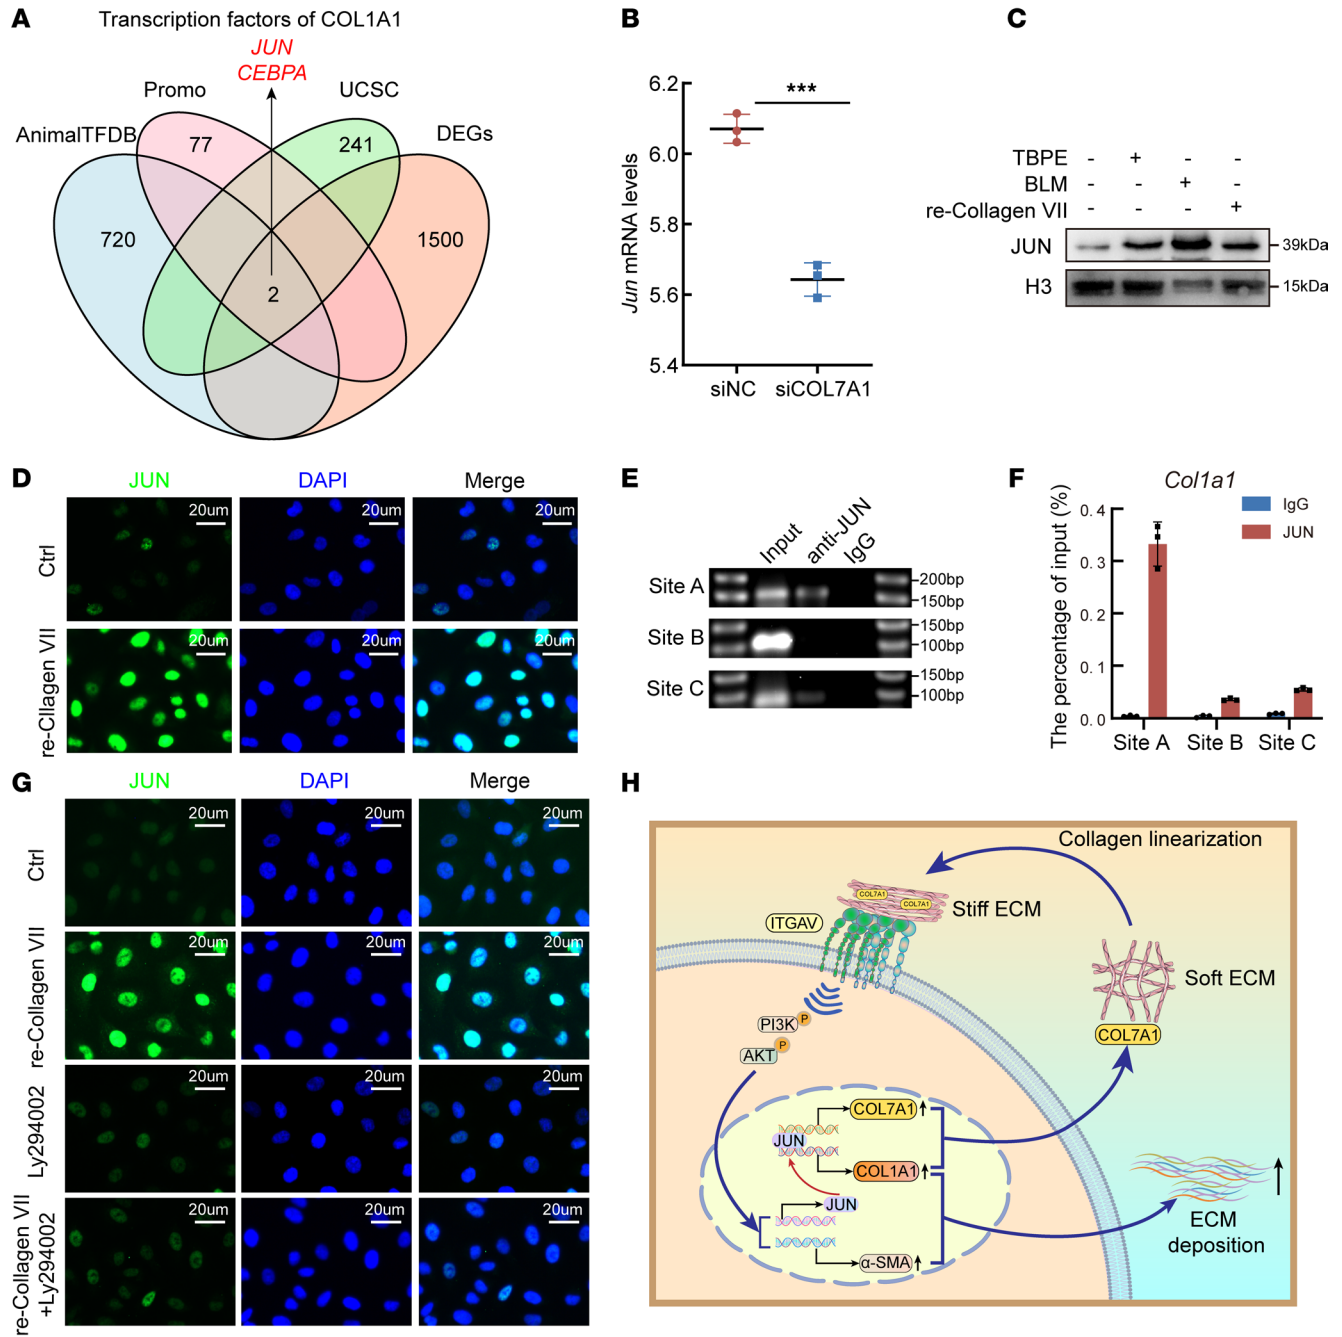 A
Transcription factors of COL1A1
JUN
CEBPA
Promo
UCSC
AnimalTFDB
DEGs
77
241
720
1500
2
B
6.2
6.0
5.8
5.6
5.4
Jun mRNA levels
***
siNC
siCOL7A1
C
TBPE - + - -
BLM - - + -
re-Collagen VII - - - +
JUN
39kDa
H3
15kDa
D
JUN
DAPI
Merge
Ctrl
20um
20um
20um
re-Cllagen VII
20um
20um
20um
E
Input
anti-JUN
IgG
Site A
200bp
150bp
Site B
150bp
100bp
Site C
150bp
100bp
F
Col1a1
IgG
JUN
The percentage of input (%)
0.4
0.3
0.2
0.1
0.0
Site A
Site B
Site C
G
JUN
DAPI
Merge
Ctrl
20um
20um
20um
re-Collagen VII
20um
20um
20um
Ly294002
20um
20um
20um
re-Collagen VII
+Ly294002
20um
20um
20um
H
Collagen linearization
COL7A1
COL7A1
Stiff ECM
ITGAV
Soft ECM
COL7A1
PI3K
P
AKT
P
COL7A1
JUN
COL1A1
JUN
α-SMA
ECM
deposition